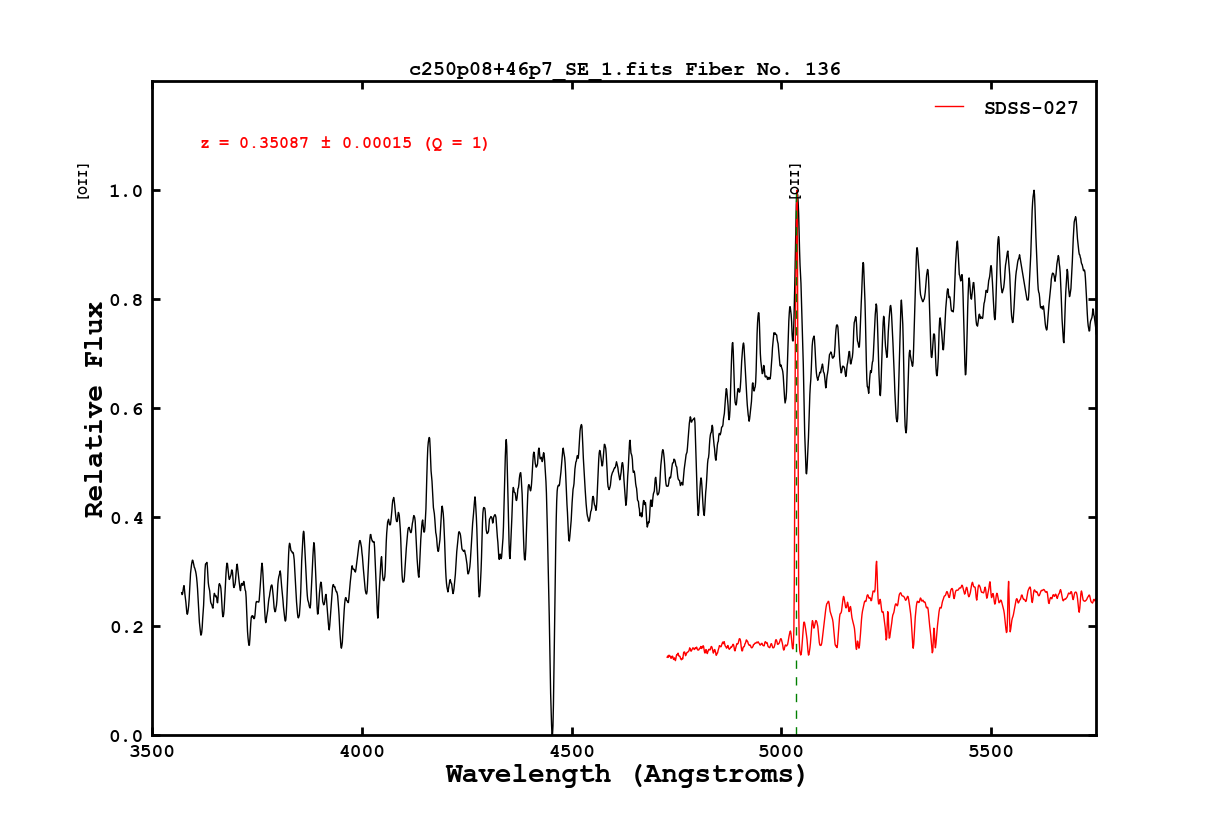 c250p08+46p7_SE_1.fits Fiber No. 136
SDSS-027
z = 0.35087 ± 0.00015 (Q = 1)
[OII]
[OII]
1.0
0.8
0.6
0.4
0.2
0.0
Relative Flux
3500 4000 4500 5000 5500
Wavelength (Angstroms)